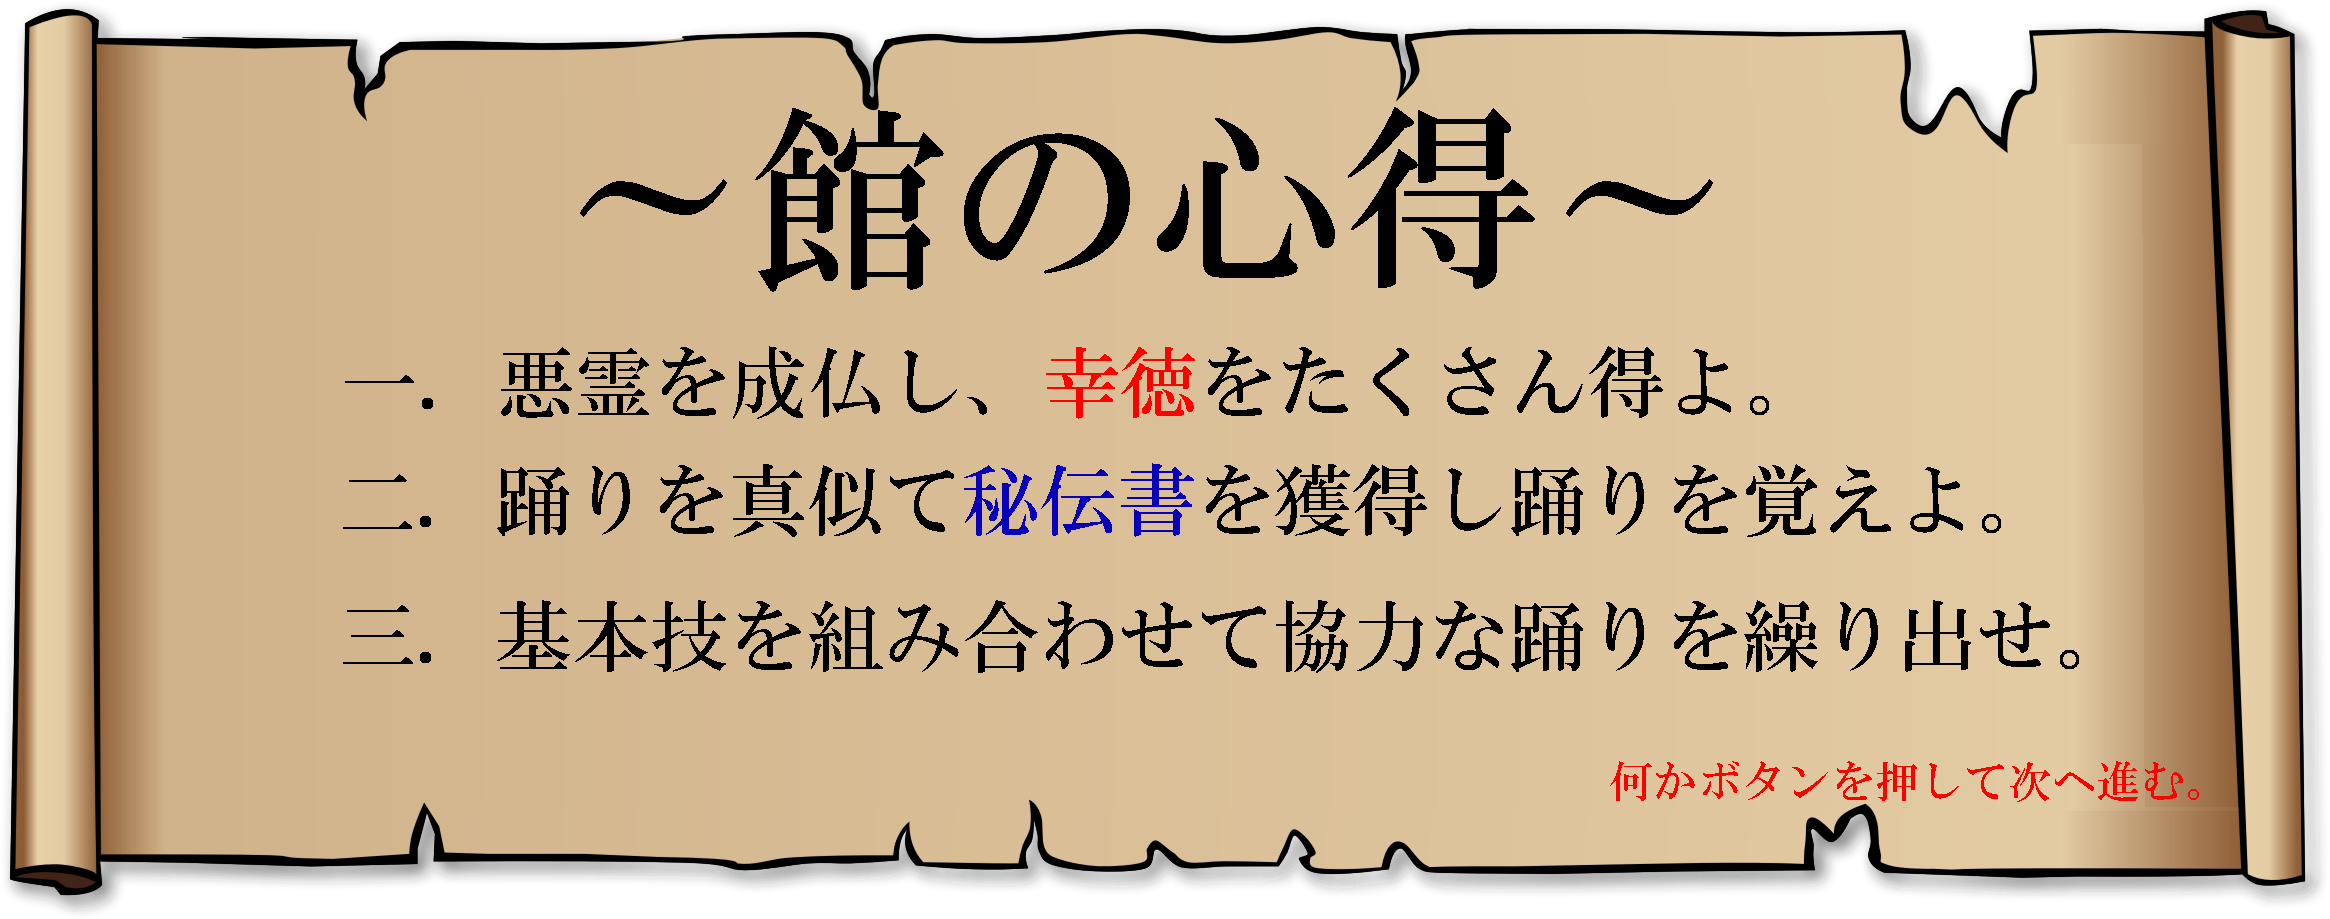 ～館の心得～
一．悪霊を成仏し、幸徳をたくさん得よ。
二．踊りを真似て秘伝書を獲得し踊りを覚えよ。
三．基本技を組み合わせて協力な踊りを繰り出せ。
何かボタンを押して次へ進む。